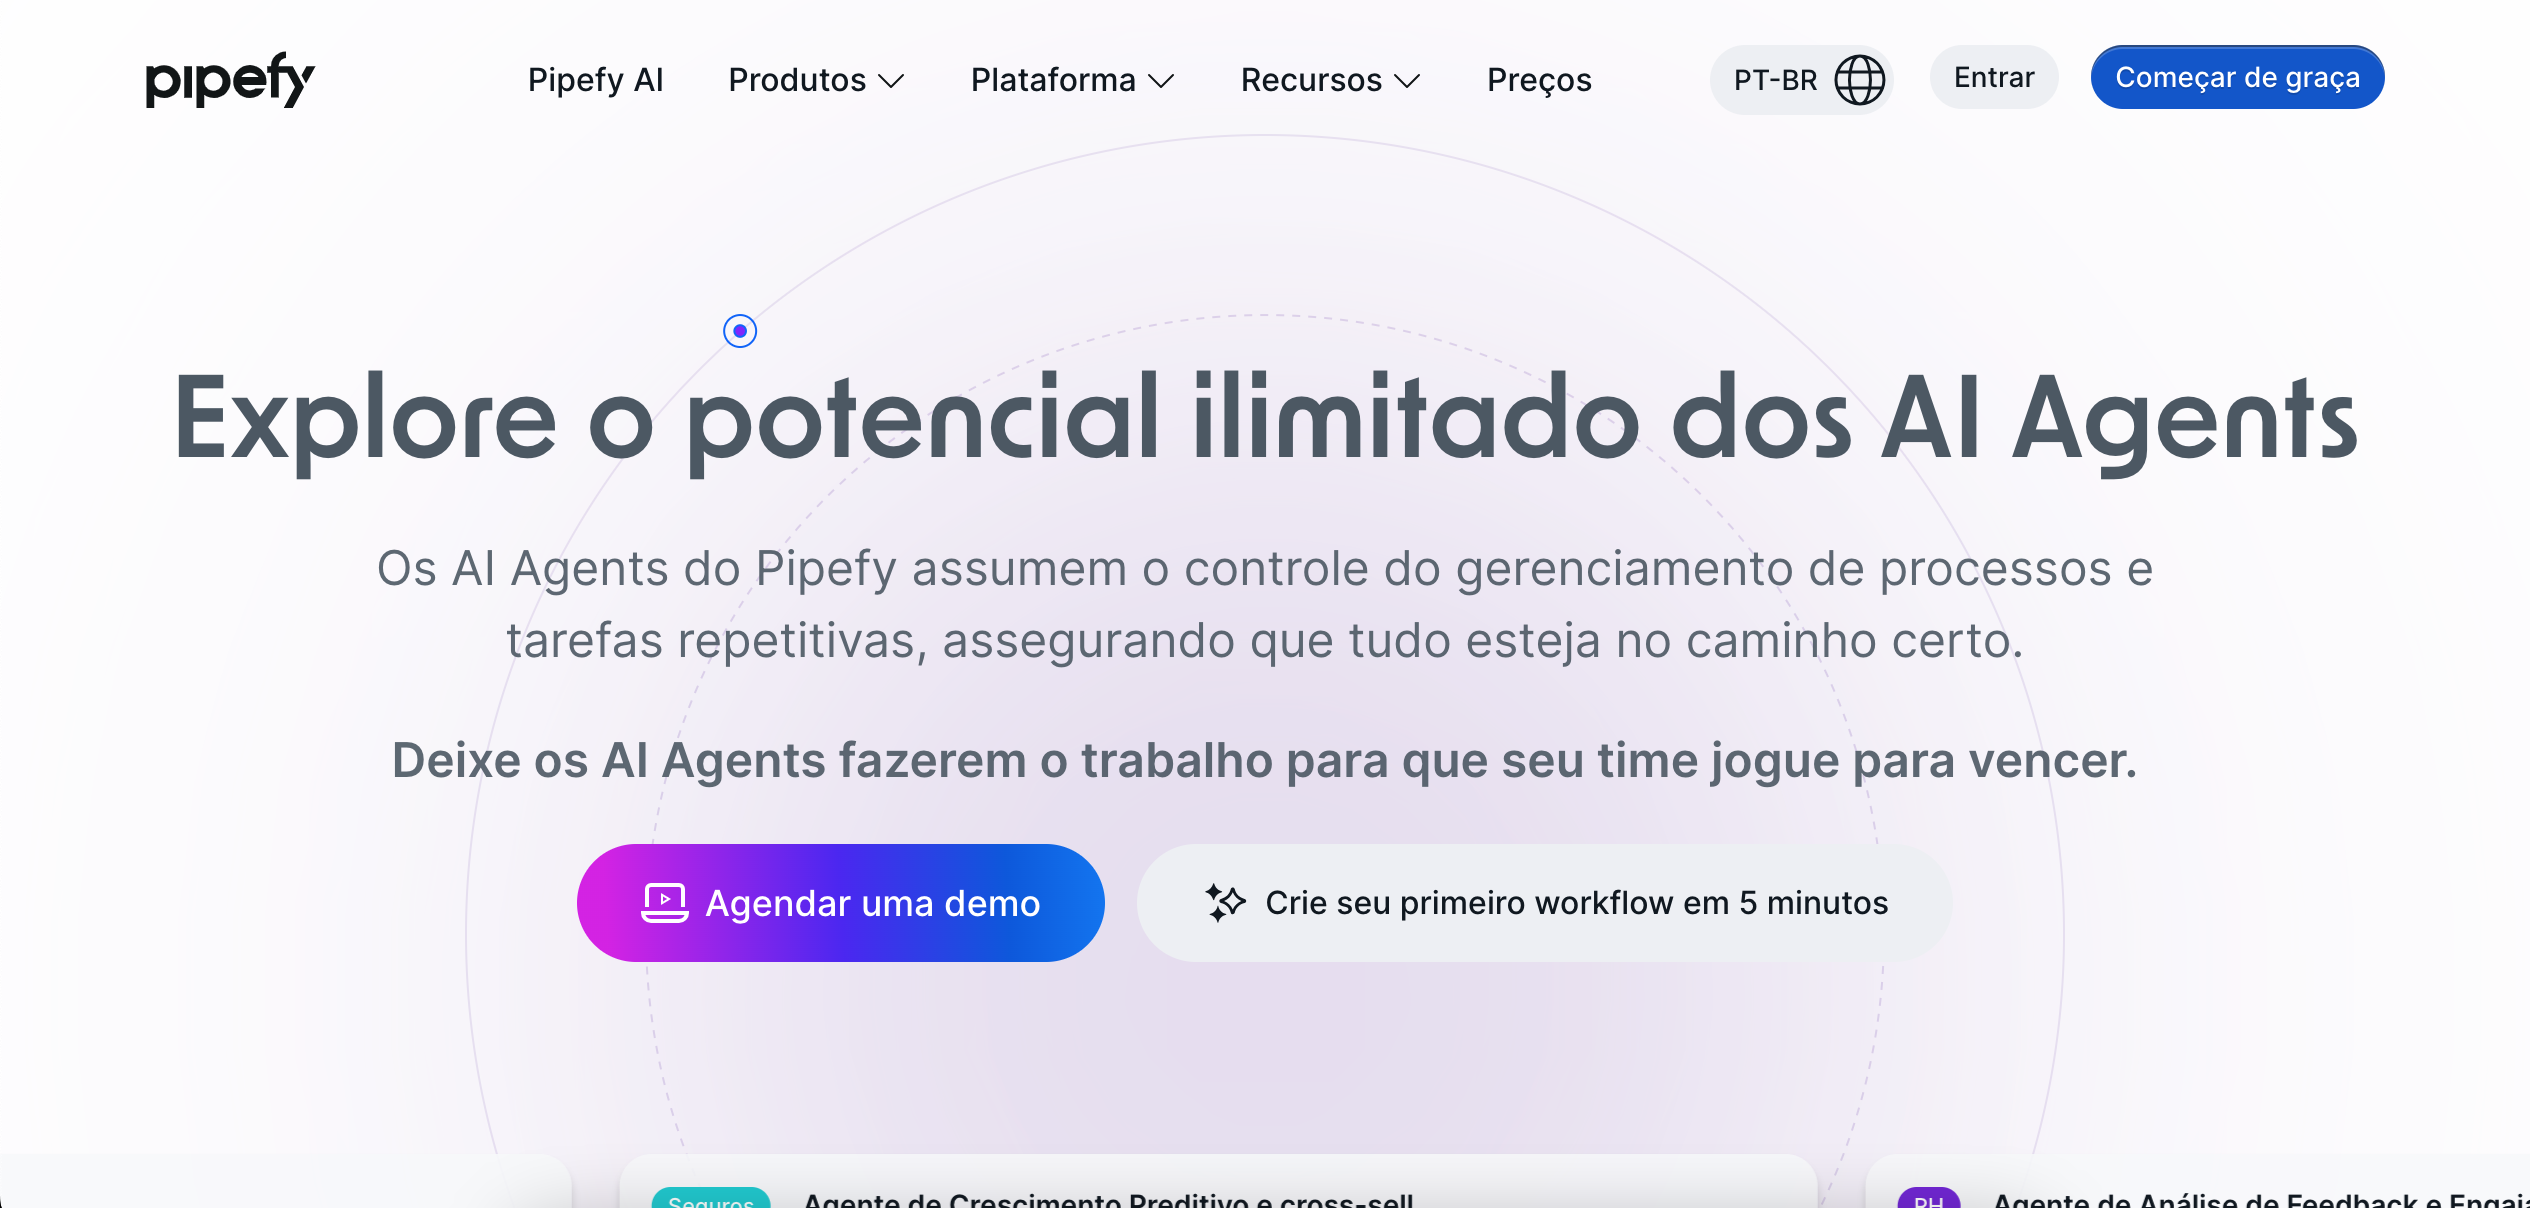 pipefy
Pipefy AI
Produtos
Plataforma
Recursos
Preços
PT-BR
Entrar
Começar de graça
Explore o potencial ilimitado dos AI Agents
Os AI Agents do Pipefy assumem o controle do gerenciamento de processos e
tarefas repetitivas, assegurando que tudo esteja no caminho certo.
Deixe os AI Agents fazerem o trabalho para que seu time jogue para vencer.
Agendar uma demo
Crie seu primeiro workflow em 5 minutos
Seguros
Agente de Crescimento Preditivo e cross-sell
RH
Agente de Análise de Feedback e